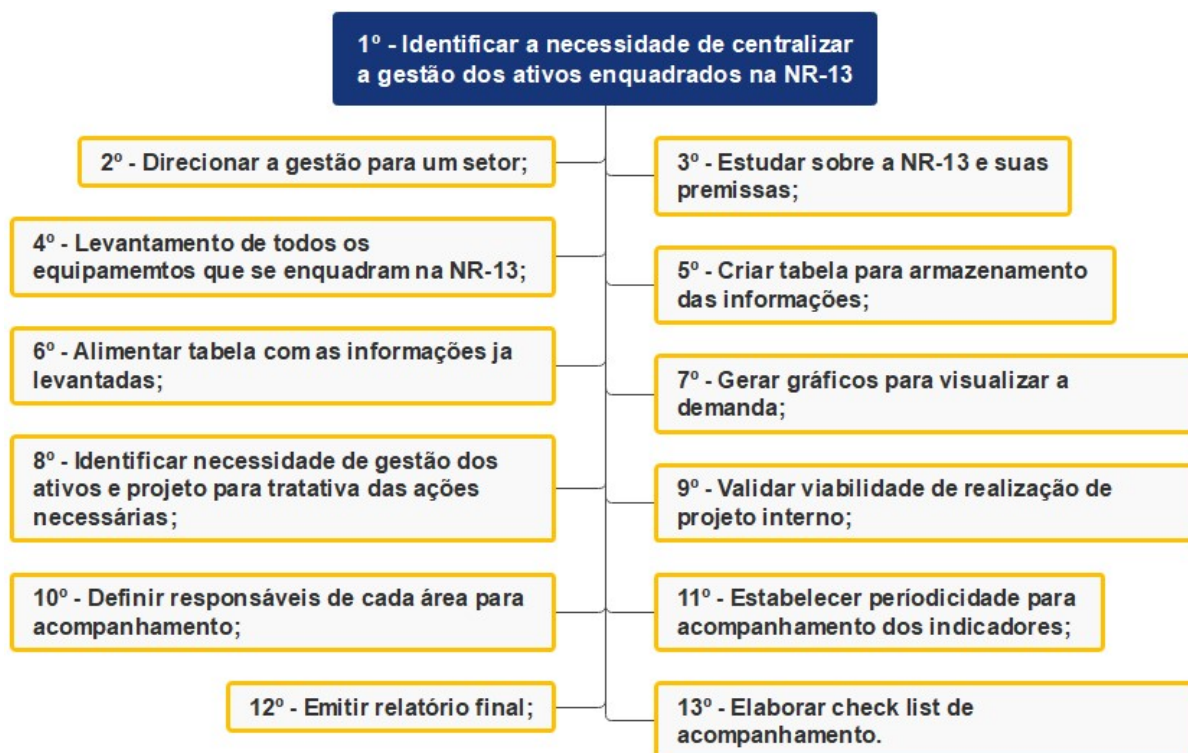 1º - Identificar a necessidade de centralizar
a gestão dos ativos enquadrados na NR-13
2º - Direcionar a gestão para um setor;
3º - Estudar sobre a NR-13 e suas
premissas;
4º - Levantamento de todos os
equipamemtos que se enquadram na NR-13;
5º - Criar tabela para armazenamento
das informações;
6º - Alimentar tabela com as informações ja
levantadas;
7º - Gerar gráficos para visualizar a
demanda;
8º - Identificar necessidade de gestão dos
ativos e projeto para tratativa das ações
necessárias;
9º - Validar viabilidade de realização de
projeto interno;
10º - Definir responsáveis de cada área para
acompanhamento;
11º - Estabelecer períodicidade para
acompanhamento dos indicadores;
12º - Emitir relatório final;
13º - Elaborar check list de
acompanhamento.